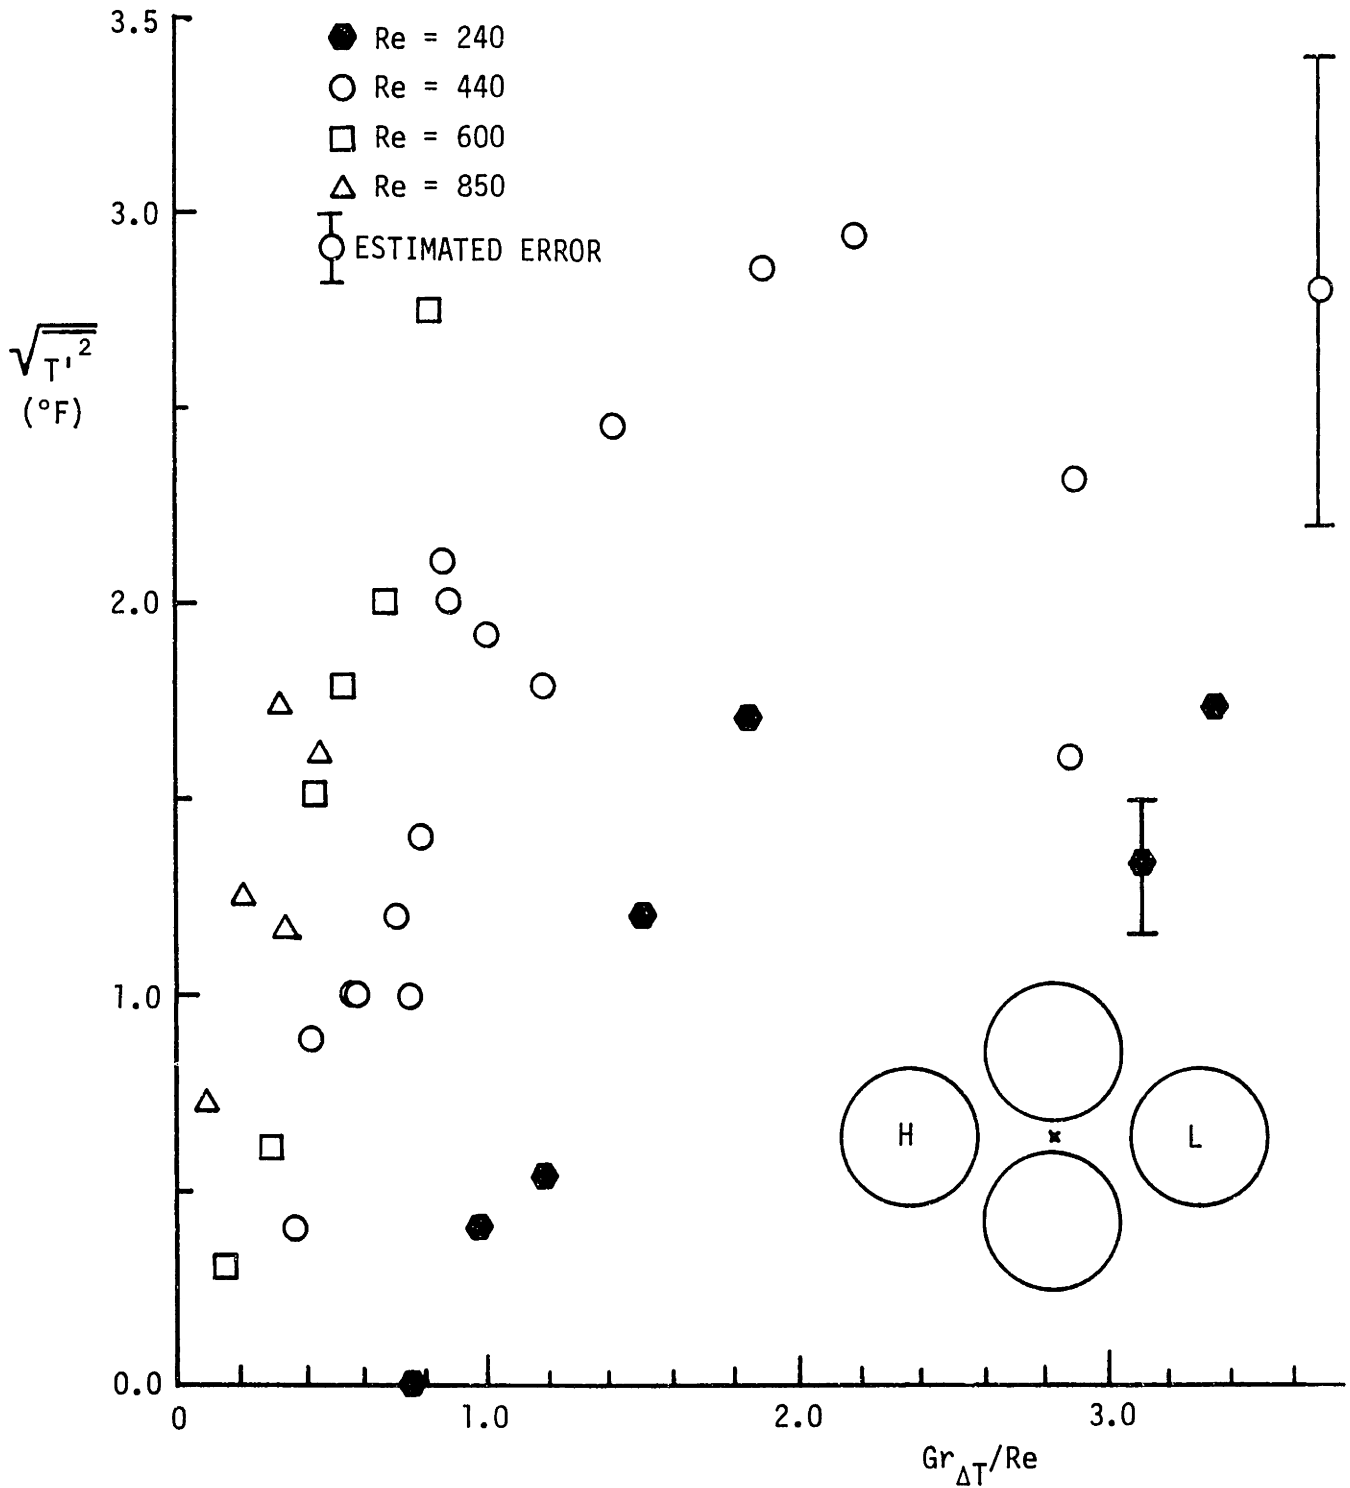 3.5
Re = 240
Re = 440
Re = 600
Re = 850
3.0
ESTIMATED ERROR
√T'²
(°F)
2.0
1.0
H
L
0.0
0 1.0 2.0 3.0
Gr_ΔT/Re